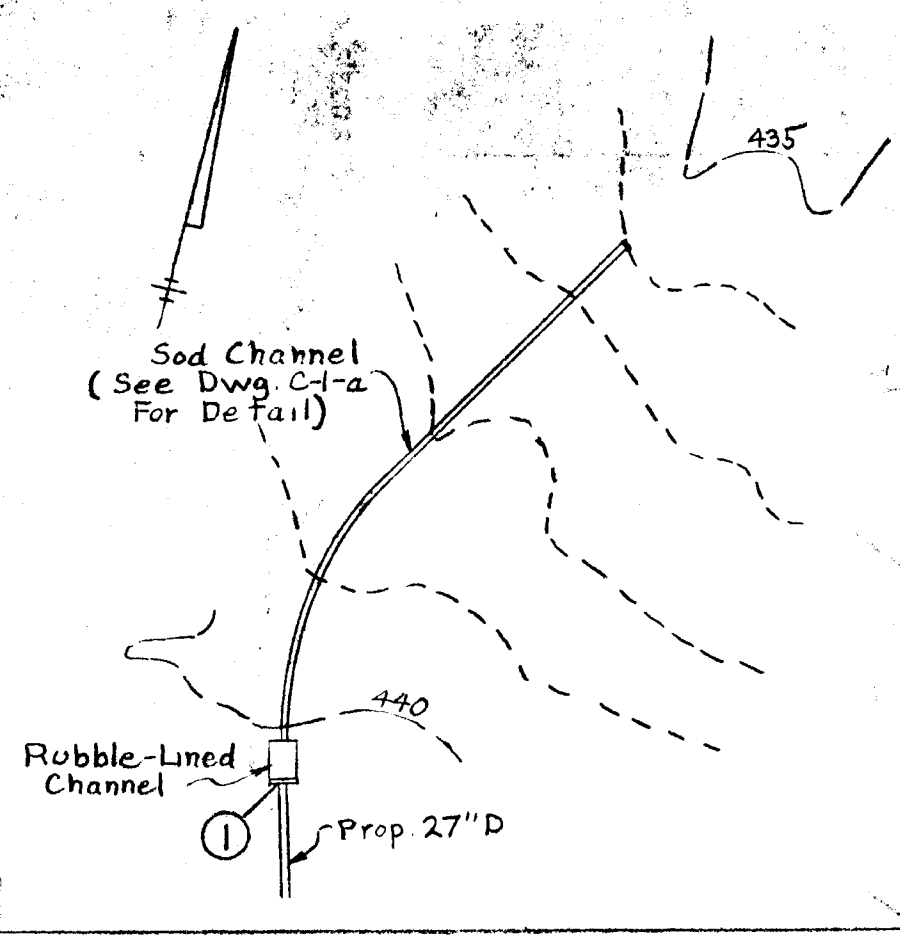 435
Sod Channel
(See Dwg. C-1-a
For Detail)
440
Rubble-Lined
Channel
1
Prop. 27"D